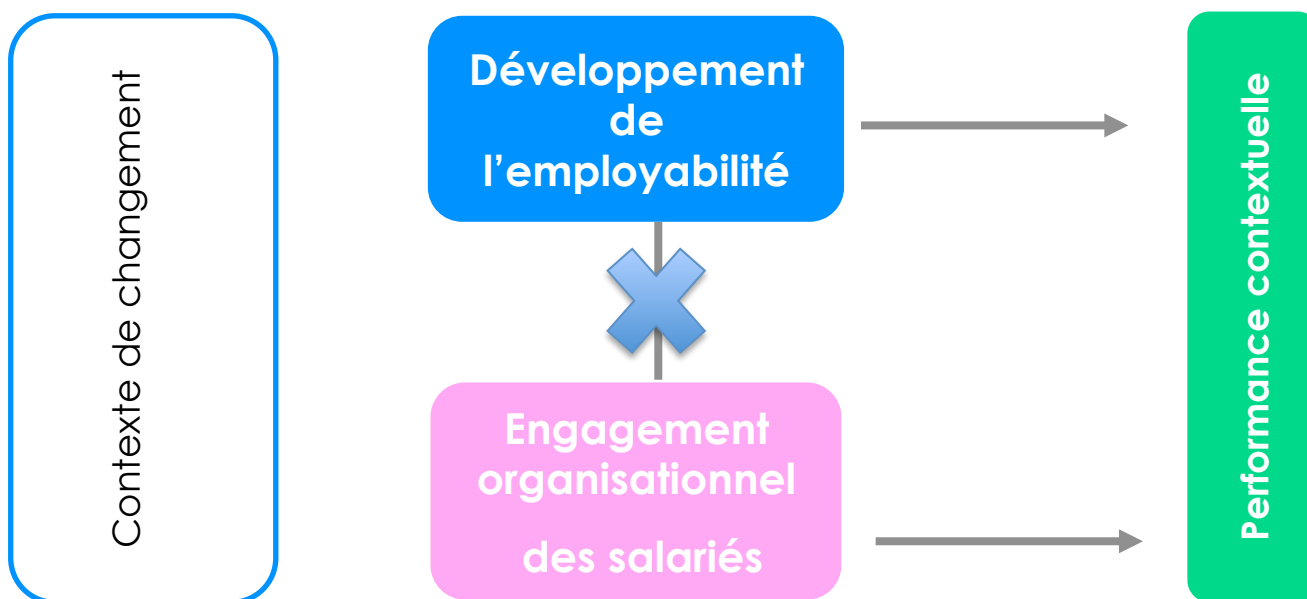 Contexte de changement
Développement
de
l’employabilité
Engagement
organisationnel
des salariés
Performance contextuelle